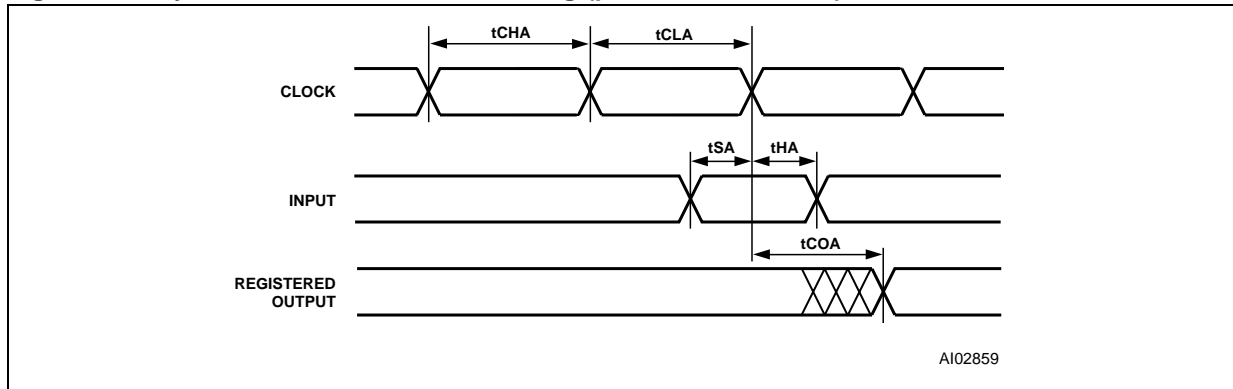 tCHA
tCLA
CLOCK
tSA
tHA
INPUT
tCOA
REGISTERED
OUTPUT
AI02859